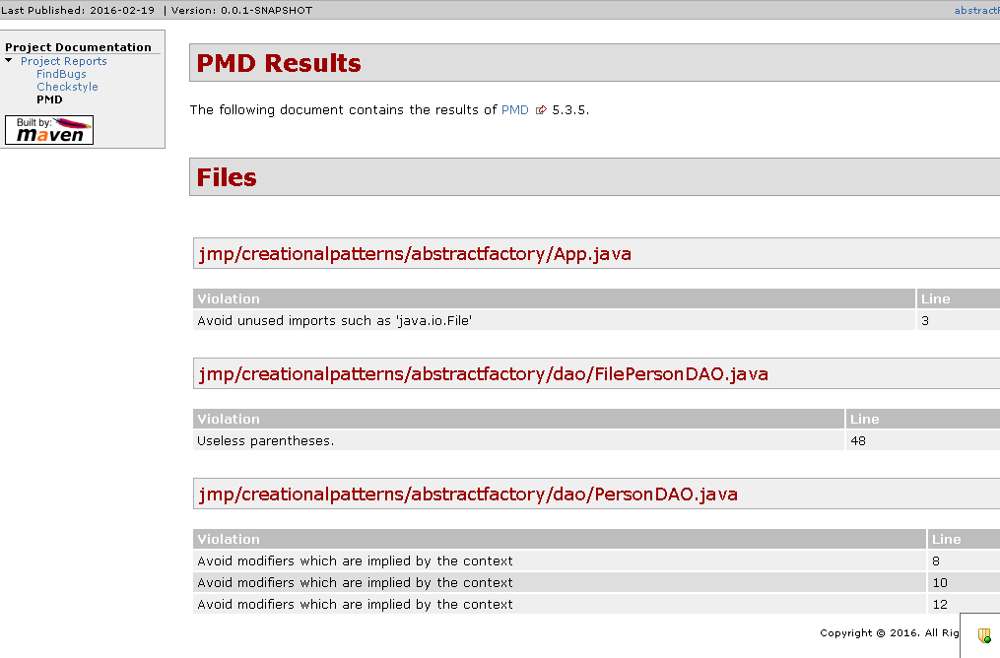 Last Published: 2016-02-19 | Version: 0.0.1-SNAPSHOT
Project Documentation
Project Reports
FindBugs
Checkstyle
PMD
Built by:
maven
PMD Results
The following document contains the results of PMD 5.3.5.
Files
jmp/creationalpatterns/abstractfactory/App.java
Violation Line
Avoid unused imports such as 'java.io.File' 3
jmp/creationalpatterns/abstractfactory/dao/FilePersonDAO.java
Violation Line
Useless parentheses. 48
jmp/creationalpatterns/abstractfactory/dao/PersonDAO.java
Violation Line
Avoid modifiers which are implied by the context 8
Avoid modifiers which are implied by the context 10
Avoid modifiers which are implied by the context 12
Copyright © 2016. All Rig